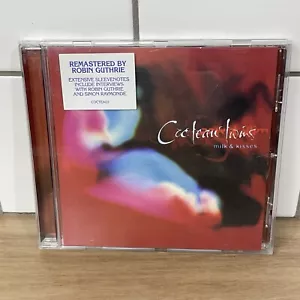 REMASTERED BY
ROBIN GUTHRIE
EXTENSIVE SLEEVENOTES
INCLUDE INTERVIEWS
WITH ROBIN GUTHRIE
AND SIMON RAYMONDE
Cocteau Twins
milk & kisses